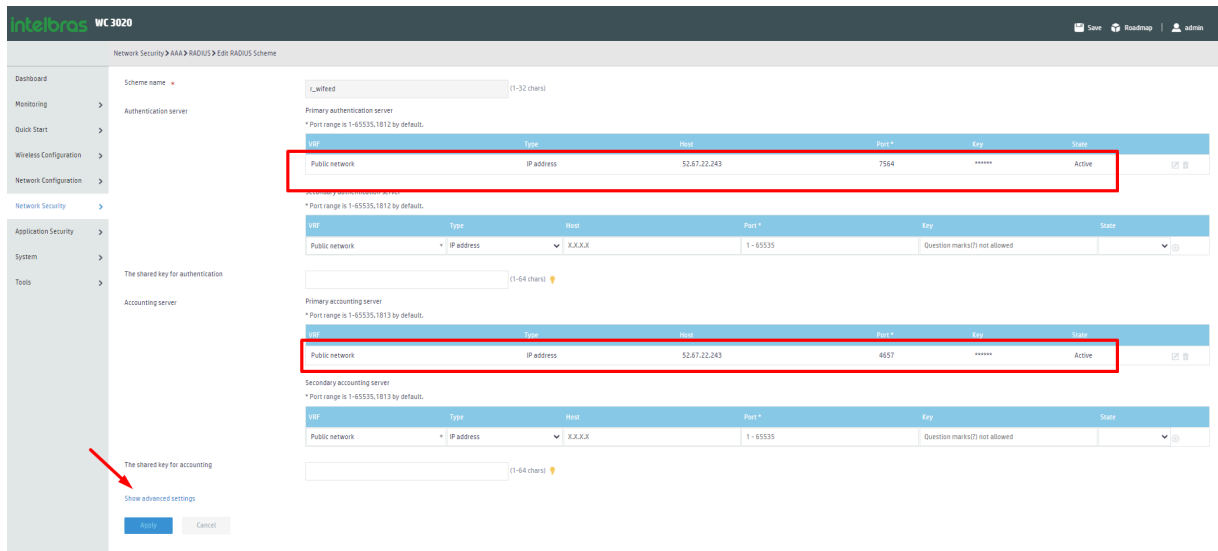 intelbras WC 3020 Save Roadmap | admin
Network Security > AAA > RADIUS > Edit RADIUS Scheme
Dashboard
Monitoring
Quick Start
Wireless Configuration
Network Configuration
Network Security
Application Security
System
Tools
Scheme name * r_wifeed (1-32 chars)
Authentication server Primary authentication server
* Port range is 1-65535,1812 by default.
VRF Type Host Port * Key State
Public network IP address 52.67.22.243 7564 ****** Active
Secondary authentication server
* Port range is 1-65535,1812 by default.
VRF Type Host Port * Key State
Public network * IP address X.X.X.X 1 - 65535 Question marks(?) not allowed
The shared key for authentication (1-64 chars)
Accounting server Primary accounting server
* Port range is 1-65535,1813 by default.
VRF Type Host Port * Key State
Public network IP address 52.67.22.243 4657 ****** Active
Secondary accounting server
* Port range is 1-65535,1813 by default.
VRF Type Host Port * Key State
Public network * IP address X.X.X.X 1 - 65535 Question marks(?) not allowed
The shared key for accounting (1-64 chars)
Show advanced settings
Apply Cancel